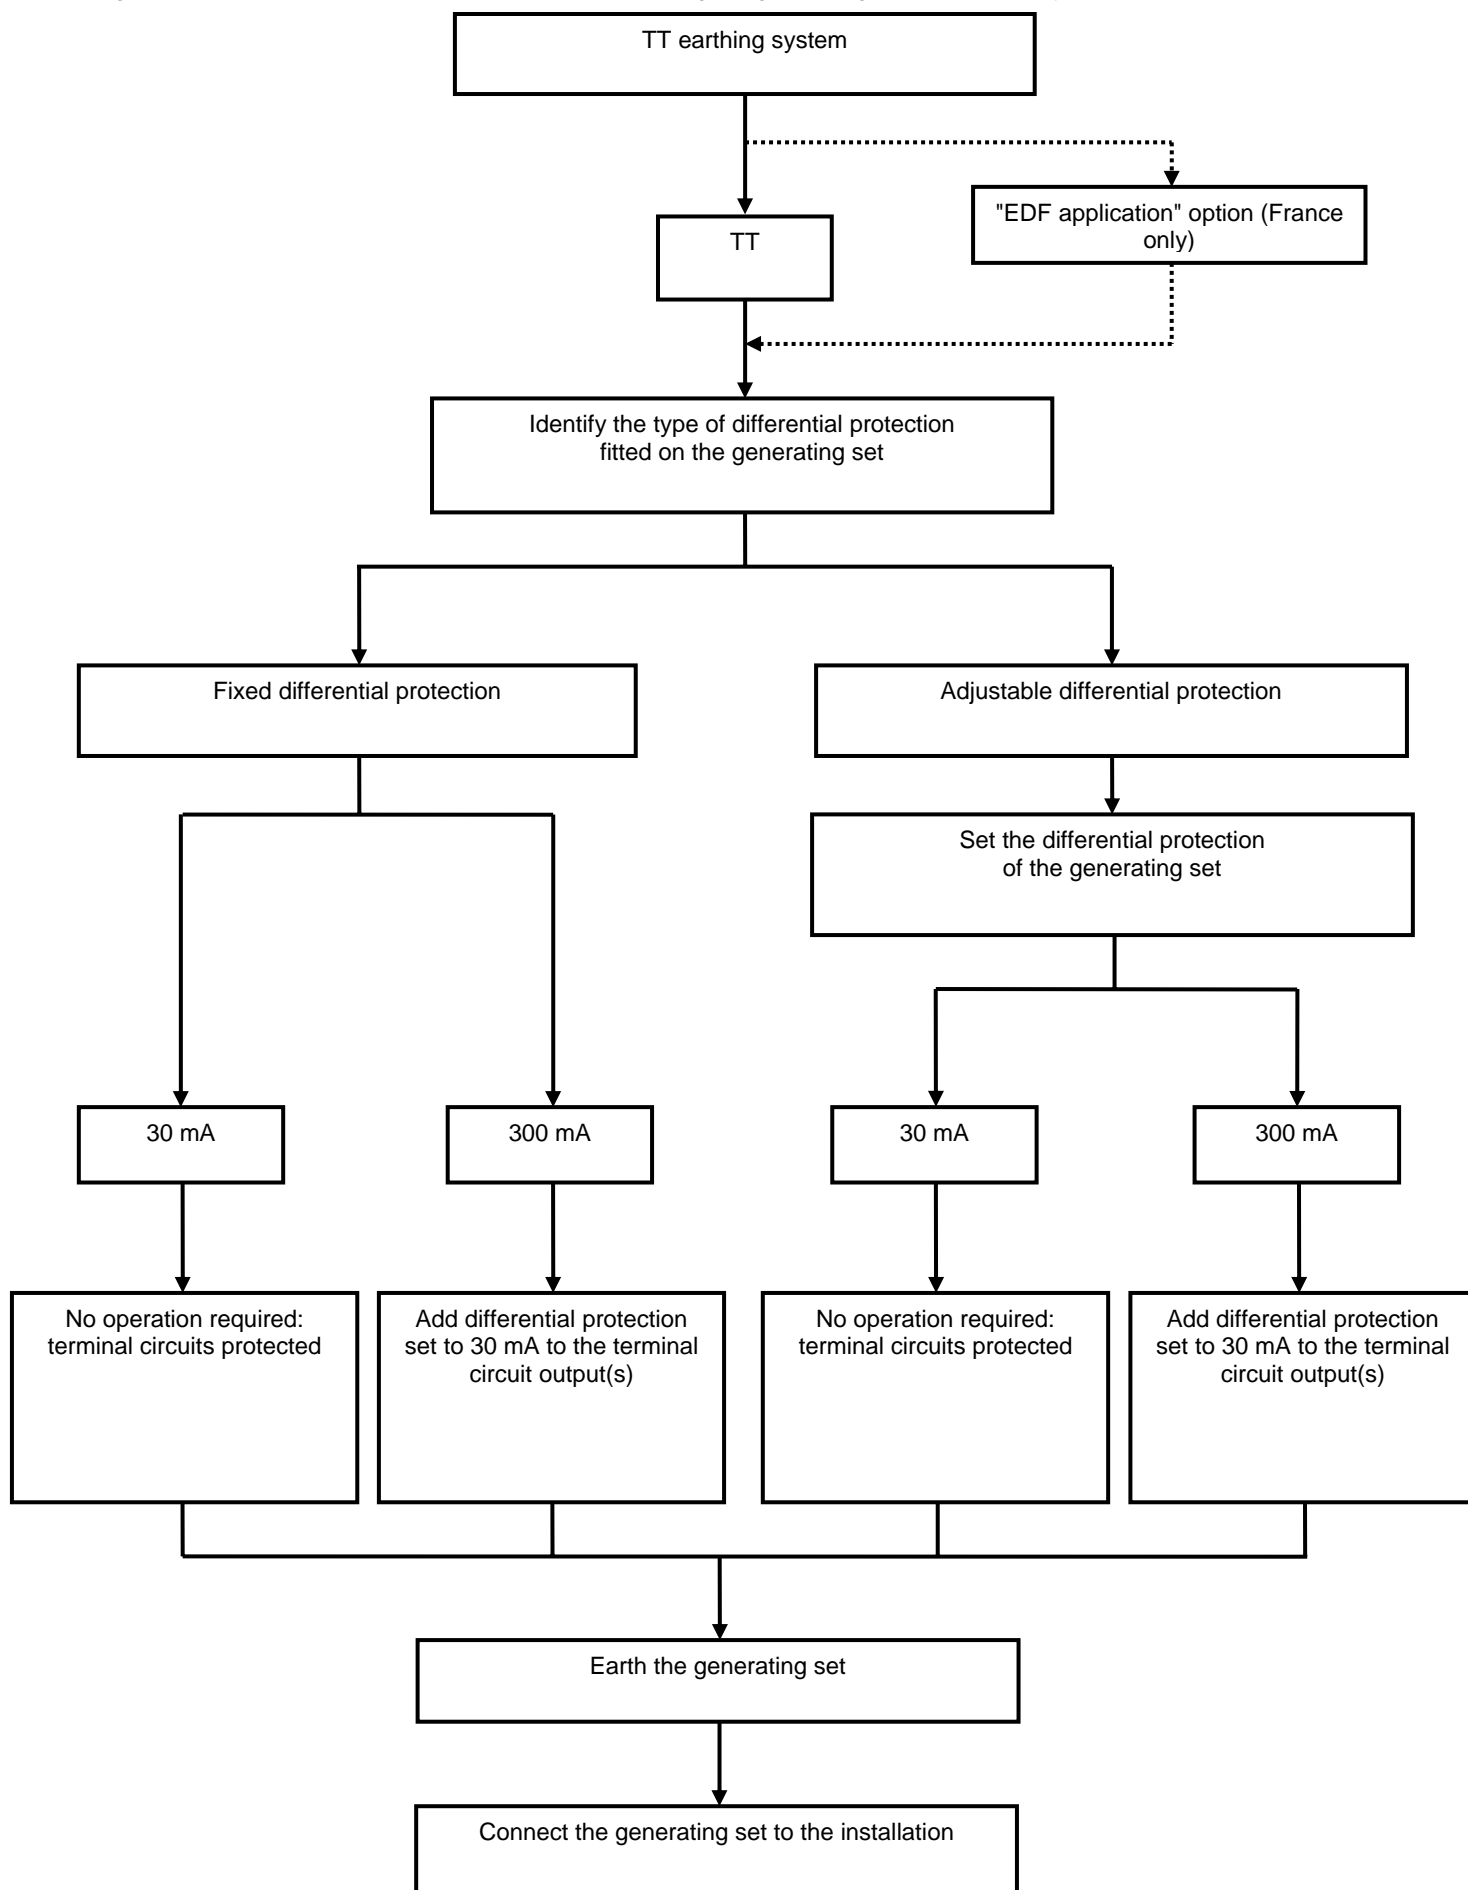 TT earthing system
"EDF application" option (France
only)
TT
Identify the type of differential protection
fitted on the generating set
Fixed differential protection
Adjustable differential protection
Set the differential protection
of the generating set
30 mA
300 mA
30 mA
300 mA
No operation required:
terminal circuits protected
Add differential protection
set to 30 mA to the terminal
circuit output(s)
No operation required:
terminal circuits protected
Add differential protection
set to 30 mA to the terminal
circuit output(s)
Earth the generating set
Connect the generating set to the installation